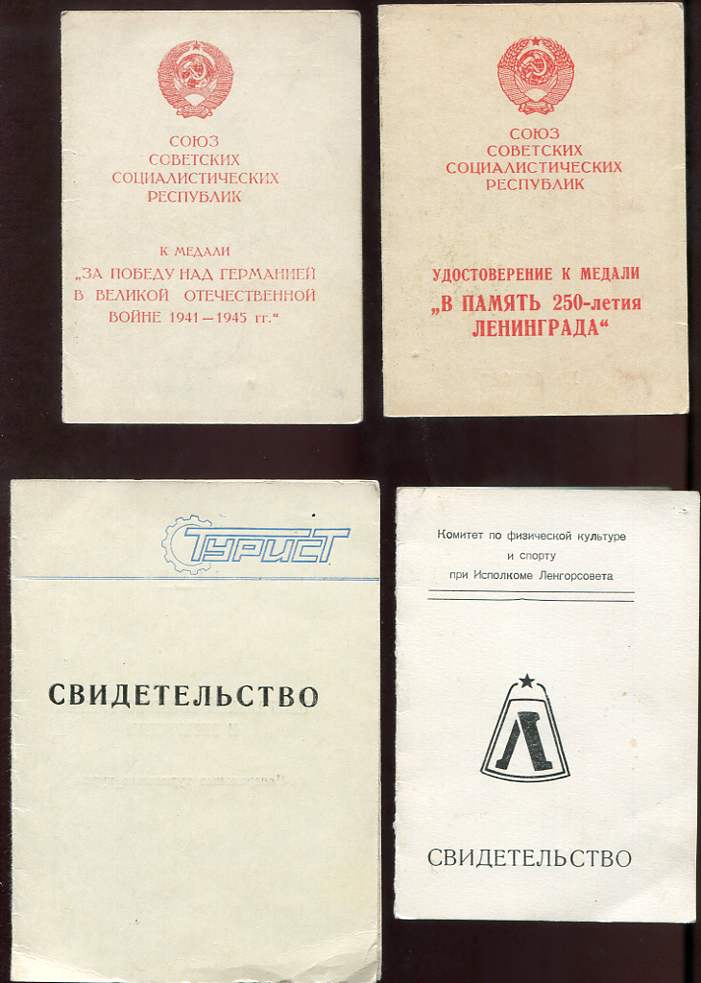 СОЮЗ
СОВЕТСКИХ
СОЦИАЛИСТИЧЕСКИХ
РЕСПУБЛИК
К МЕДАЛИ
„ЗА ПОБЕДУ НАД ГЕРМАНИЕЙ
В ВЕЛИКОЙ ОТЕЧЕСТВЕННОЙ
ВОЙНЕ 1941—1945 гг.“
СОЮЗ
СОВЕТСКИХ
СОЦИАЛИСТИЧЕСКИХ
РЕСПУБЛИК
УДОСТОВЕРЕНИЕ К МЕДАЛИ
„В ПАМЯТЬ 250-летия
ЛЕНИНГРАДА“
ТУРИСТ
СВИДЕТЕЛЬСТВО
Комитет по физической культуре
и спорту
при Исполкоме Ленгорсовета
Л
СВИДЕТЕЛЬСТВО